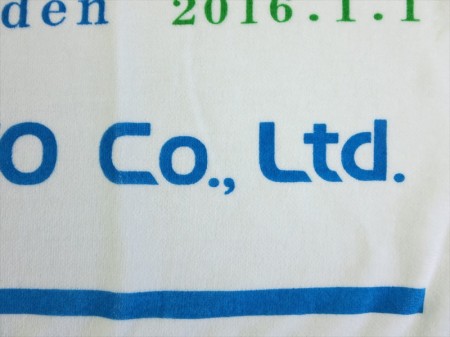 den 2016.1.1
O Co., Ltd.